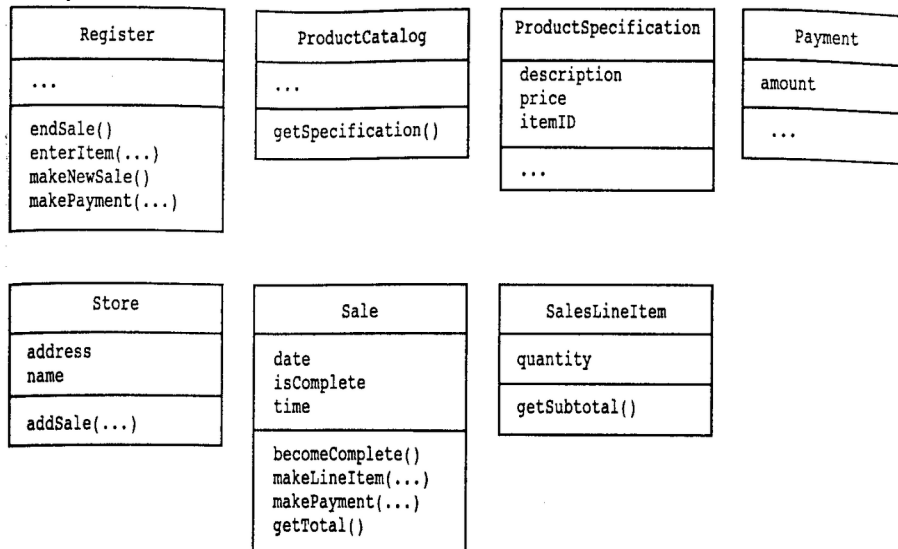 Register
...
endSale()
enterItem(...)
makeNewSale()
makePayment(...)
ProductCatalog
...
getSpecification()
ProductSpecification
description
price
itemID
...
Payment
amount
...
Store
address
name
addSale(...)
Sale
date
isComplete
time
becomeComplete()
makeLineItem(...)
makePayment(...)
getTotal()
SalesLineItem
quantity
getSubtotal()